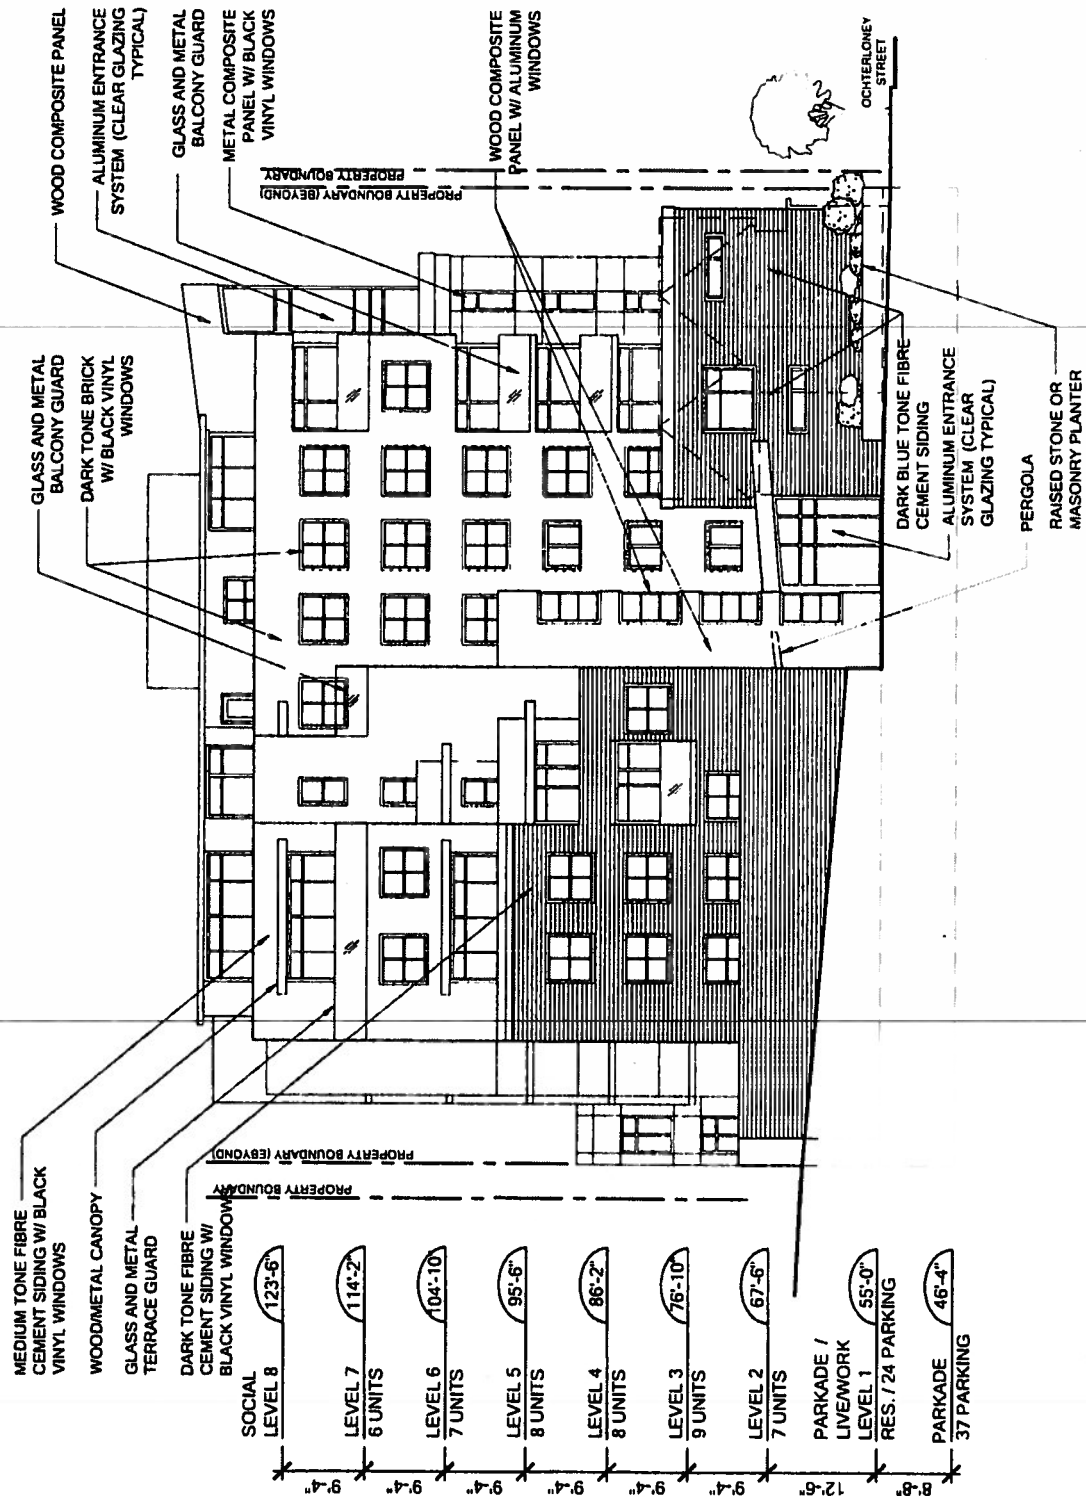 MEDIUM TONE FIBRE
CEMENT SIDING W/ BLACK
VINYL WINDOWS
WOOD/METAL CANOPY
GLASS AND METAL
TERRACE GUARD
DARK TONE FIBRE
CEMENT SIDING W/
BLACK VINYL WINDOWS
GLASS AND METAL
BALCONY GUARD
DARK TONE BRICK
W/ BLACK VINYL
WINDOWS
WOOD COMPOSITE PANEL
ALUMINUM ENTRANCE
SYSTEM (CLEAR GLAZING
TYPICAL)
GLASS AND METAL
BALCONY GUARD
METAL COMPOSITE
PANEL W/ BLACK
VINYL WINDOWS
WOOD COMPOSITE
PANEL W/ ALUMINUM
WINDOWS
PROPERTY BOUNDARY
PROPERTY BOUNDARY (BEYOND)
PROPERTY BOUNDARY (EBYOND)
PROPERTY BOUNDARY
OCHTERLONEY
STREET
SOCIAL
LEVEL 8
123'-6"
9'-4"
LEVEL 7
6 UNITS
114'-2"
9'-4"
LEVEL 6
7 UNITS
104'-10"
9'-4"
LEVEL 5
8 UNITS
95'-6"
9'-4"
LEVEL 4
8 UNITS
86'-2"
9'-4"
LEVEL 3
9 UNITS
76'-10"
9'-4"
LEVEL 2
7 UNITS
67'-6"
12'-6"
PARKADE /
LIVE/WORK
LEVEL 1
RES. / 24 PARKING
55'-0"
8'-8"
PARKADE
37 PARKING
46'-4"
DARK BLUE TONE FIBRE
CEMENT SIDING
ALUMINUM ENTRANCE
SYSTEM (CLEAR
GLAZING TYPICAL)
PERGOLA
RAISED STONE OR
MASONRY PLANTER